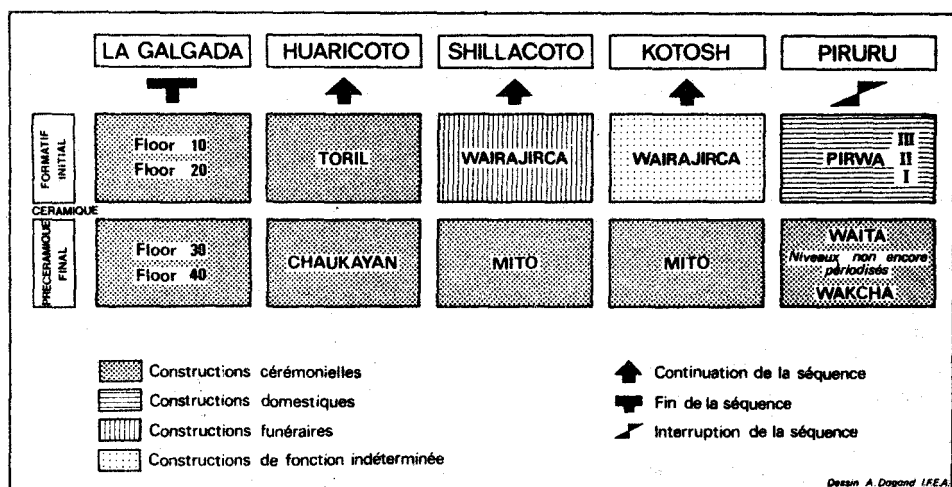 LA GALGADA HUARICOTO SHILLACOTO KOTOSH PIRURU
FORMATIF
INITIAL
Floor 10
Floor 20
TORIL
WAIRAJIRCA
WAIRAJIRCA
III
PIRWA II
I
CERAMIQUE
PRECERAMIQUE
FINAL
Floor 30
Floor 40
CHAUKAYAN
MITO
MITO
WAITA
Niveaux non encore
périodisés
WAKCHA
Constructions cérémonielles
Constructions domestiques
Constructions funéraires
Constructions de fonction indéterminée
Continuation de la séquence
Fin de la séquence
Interruption de la séquence
Dessin A. Dagand I.F.E.A.